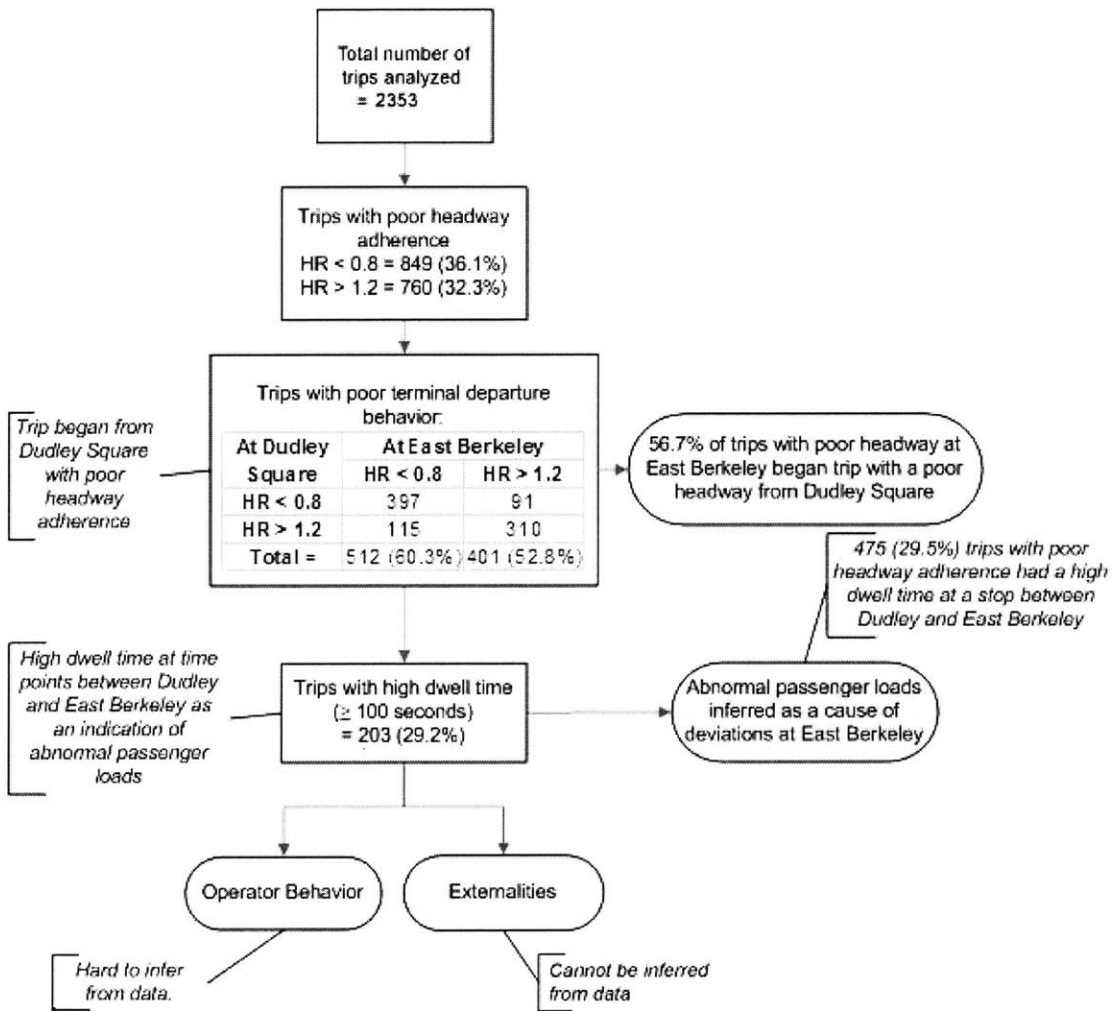 Total number of
trips analyzed
= 2353
Trips with poor headway
adherence
HR < 0.8 = 849 (36.1%)
HR > 1.2 = 760 (32.3%)
Trip began from
Dudley Square
with poor
headway
adherence
Trips with poor terminal departure
behavior:
At Dudley At East Berkeley
Square HR < 0.8 HR > 1.2
HR < 0.8 397 91
HR > 1.2 115 310
Total = 512 (60.3%) 401 (52.8%)
56.7% of trips with poor headway at
East Berkeley began trip with a poor
headway from Dudley Square
475 (29.5%) trips with poor
headway adherence had a high
dwell time at a stop between
Dudley and East Berkeley
High dwell time at time
points between Dudley
and East Berkeley as
an indication of
abnormal passenger
loads
Trips with high dwell time
(≥ 100 seconds)
= 203 (29.2%)
Abnormal passenger loads
inferred as a cause of
deviations at East Berkeley
Operator Behavior
Externalities
Hard to infer
from data.
Cannot be inferred
from data